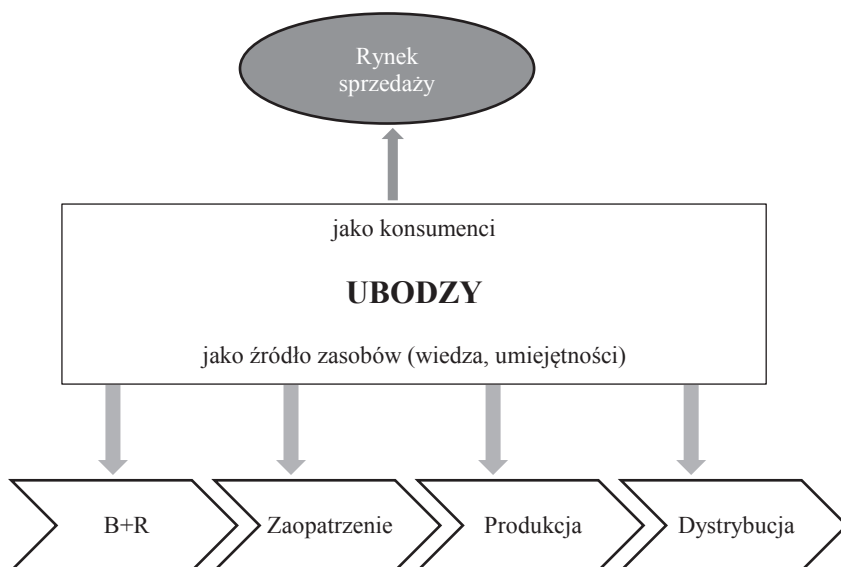 Rynek
sprzedaży
jako konsumenci
UBODZY
jako źródło zasobów (wiedza, umiejętności)
B+R
Zaopatrzenie
Produkcja
Dystrybucja